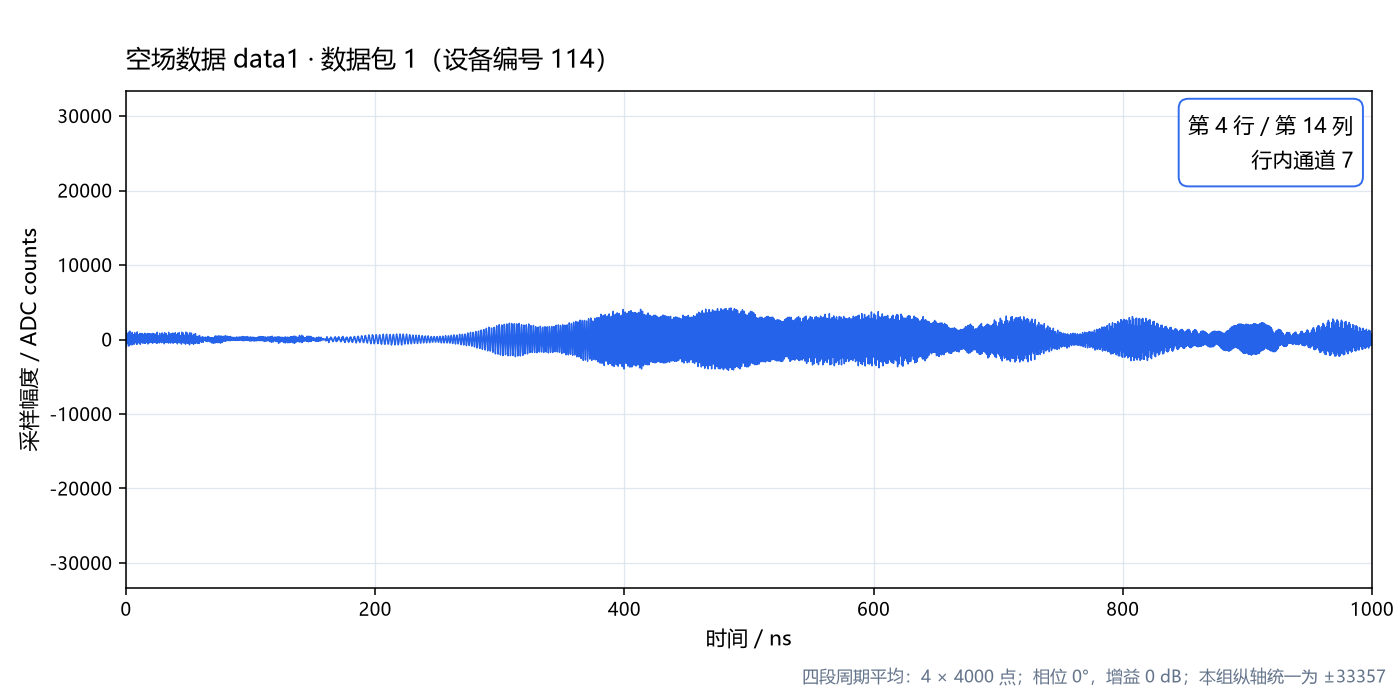 空场数据 data1 · 数据包 1（设备编号 114）
第 4 行 / 第 14 列
行内通道 7
采样幅度 / ADC counts
30000
20000
10000
0
-10000
-20000
-30000
0 200 400 600 800 1000
时间 / ns
四段周期平均：4 × 4000 点；相位 0°，增益 0 dB；本组纵轴统一为 ±33357